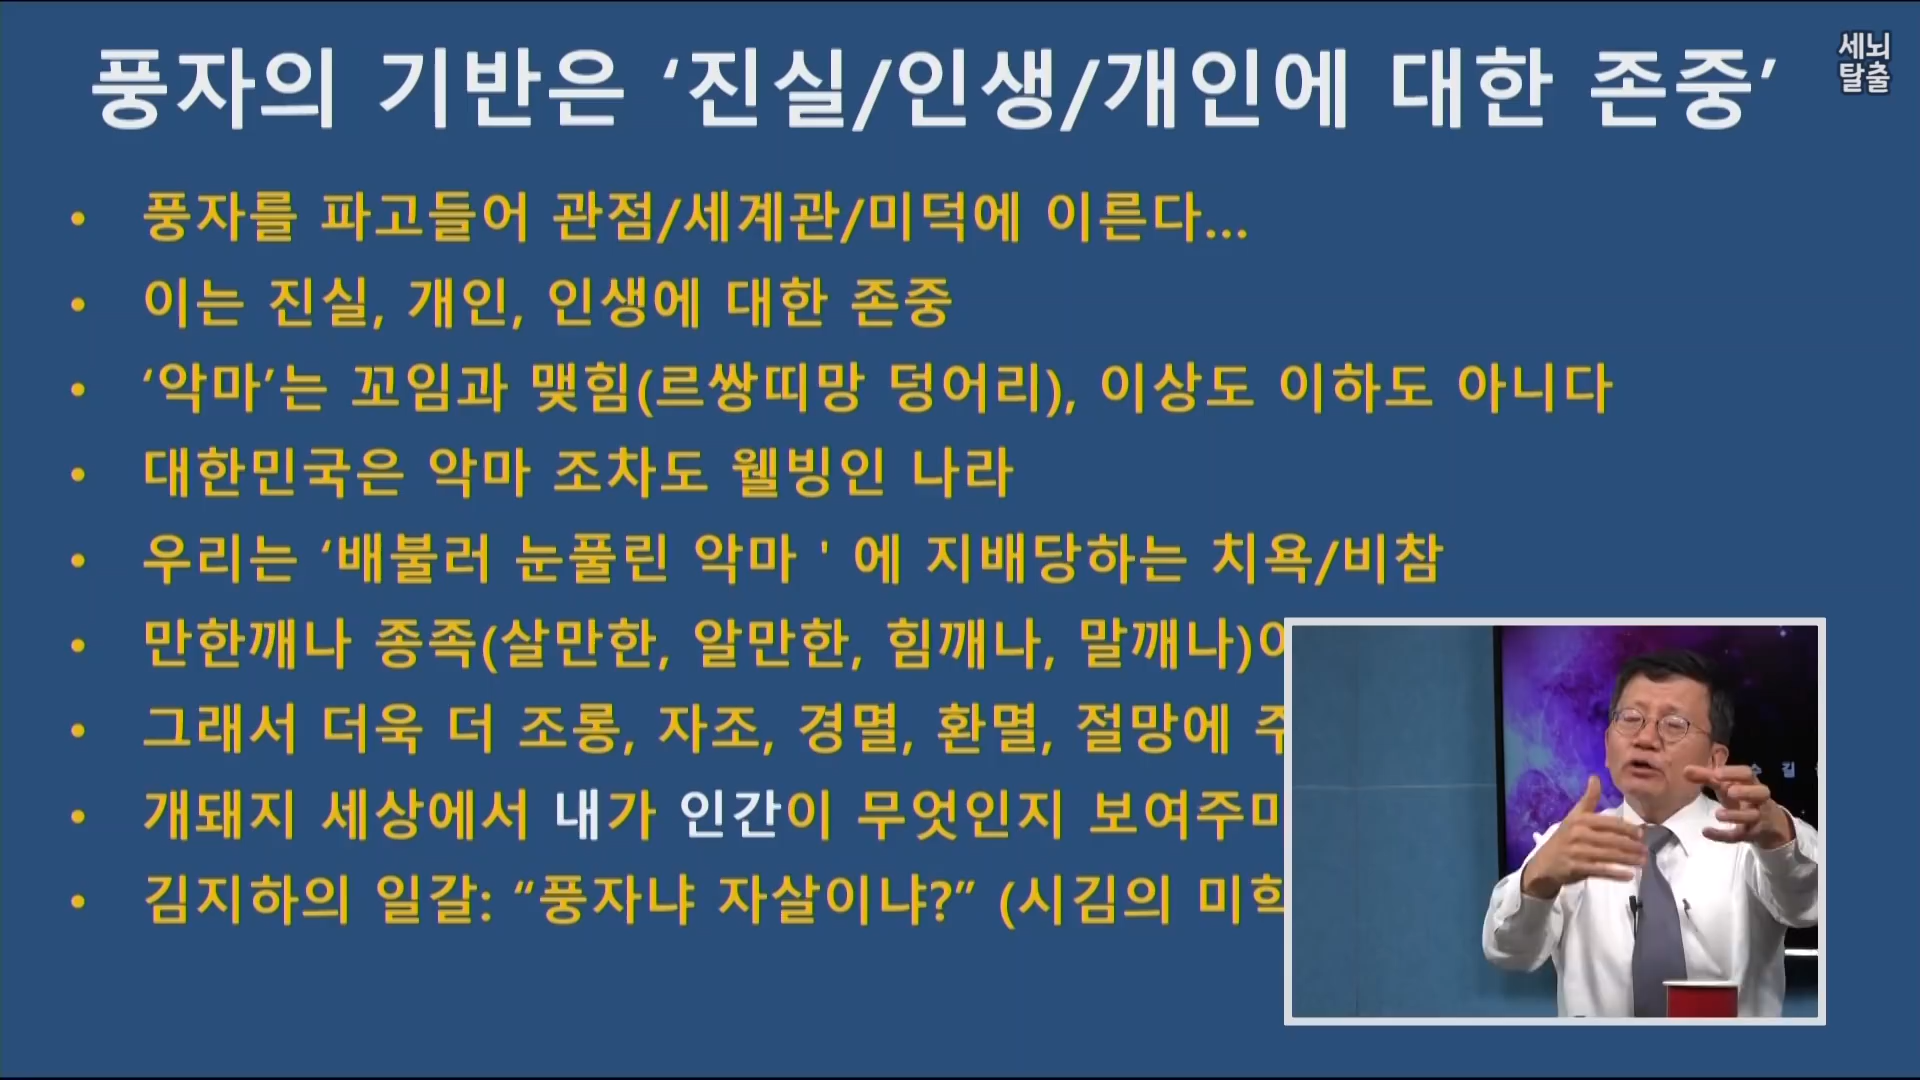 풍자의 기반은 ‘진실/인생/개인에 대한 존중’
세뇌
탈출
• 풍자를 파고들어 관점/세계관/미덕에 이른다...
• 이는 진실, 개인, 인생에 대한 존중
• ‘악마’는 꼬임과 맺힘(르쌍띠망 덩어리), 이상도 이하도 아니다
• 대한민국은 악마 조차도 웰빙인 나라
• 우리는 ‘배불러 눈풀린 악마 ' 에 지배당하는 치욕/비참
• 만한깨나 종족(살만한, 알만한, 힘깨나, 말깨나)
• 그래서 더욱 더 조롱, 자조, 경멸, 환멸, 절망에
• 개돼지 세상에서 내가 인간이 무엇인지
• 김지하의 일갈: “풍자냐 자살이냐?” (시김의
수 길